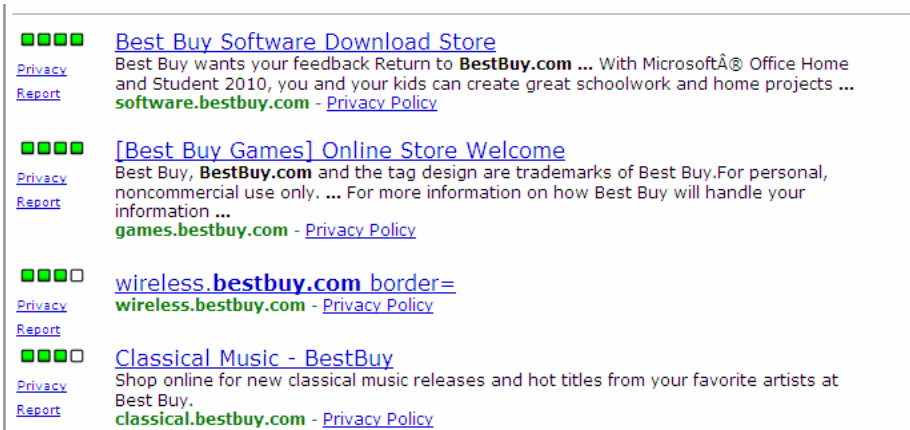 Best Buy Software Download Store
Privacy
Report
Best Buy wants your feedback Return to BestBuy.com ... With MicrosoftÂ® Office Home
and Student 2010, you and your kids can create great schoolwork and home projects ...
software.bestbuy.com - Privacy Policy
[Best Buy Games] Online Store Welcome
Privacy
Report
Best Buy, BestBuy.com and the tag design are trademarks of Best Buy.For personal,
noncommercial use only. ... For more information on how Best Buy will handle your
information ...
games.bestbuy.com - Privacy Policy
wireless.bestbuy.com border=
Privacy
Report
wireless.bestbuy.com - Privacy Policy
Classical Music - BestBuy
Privacy
Report
Shop online for new classical music releases and hot titles from your favorite artists at
Best Buy.
classical.bestbuy.com - Privacy Policy